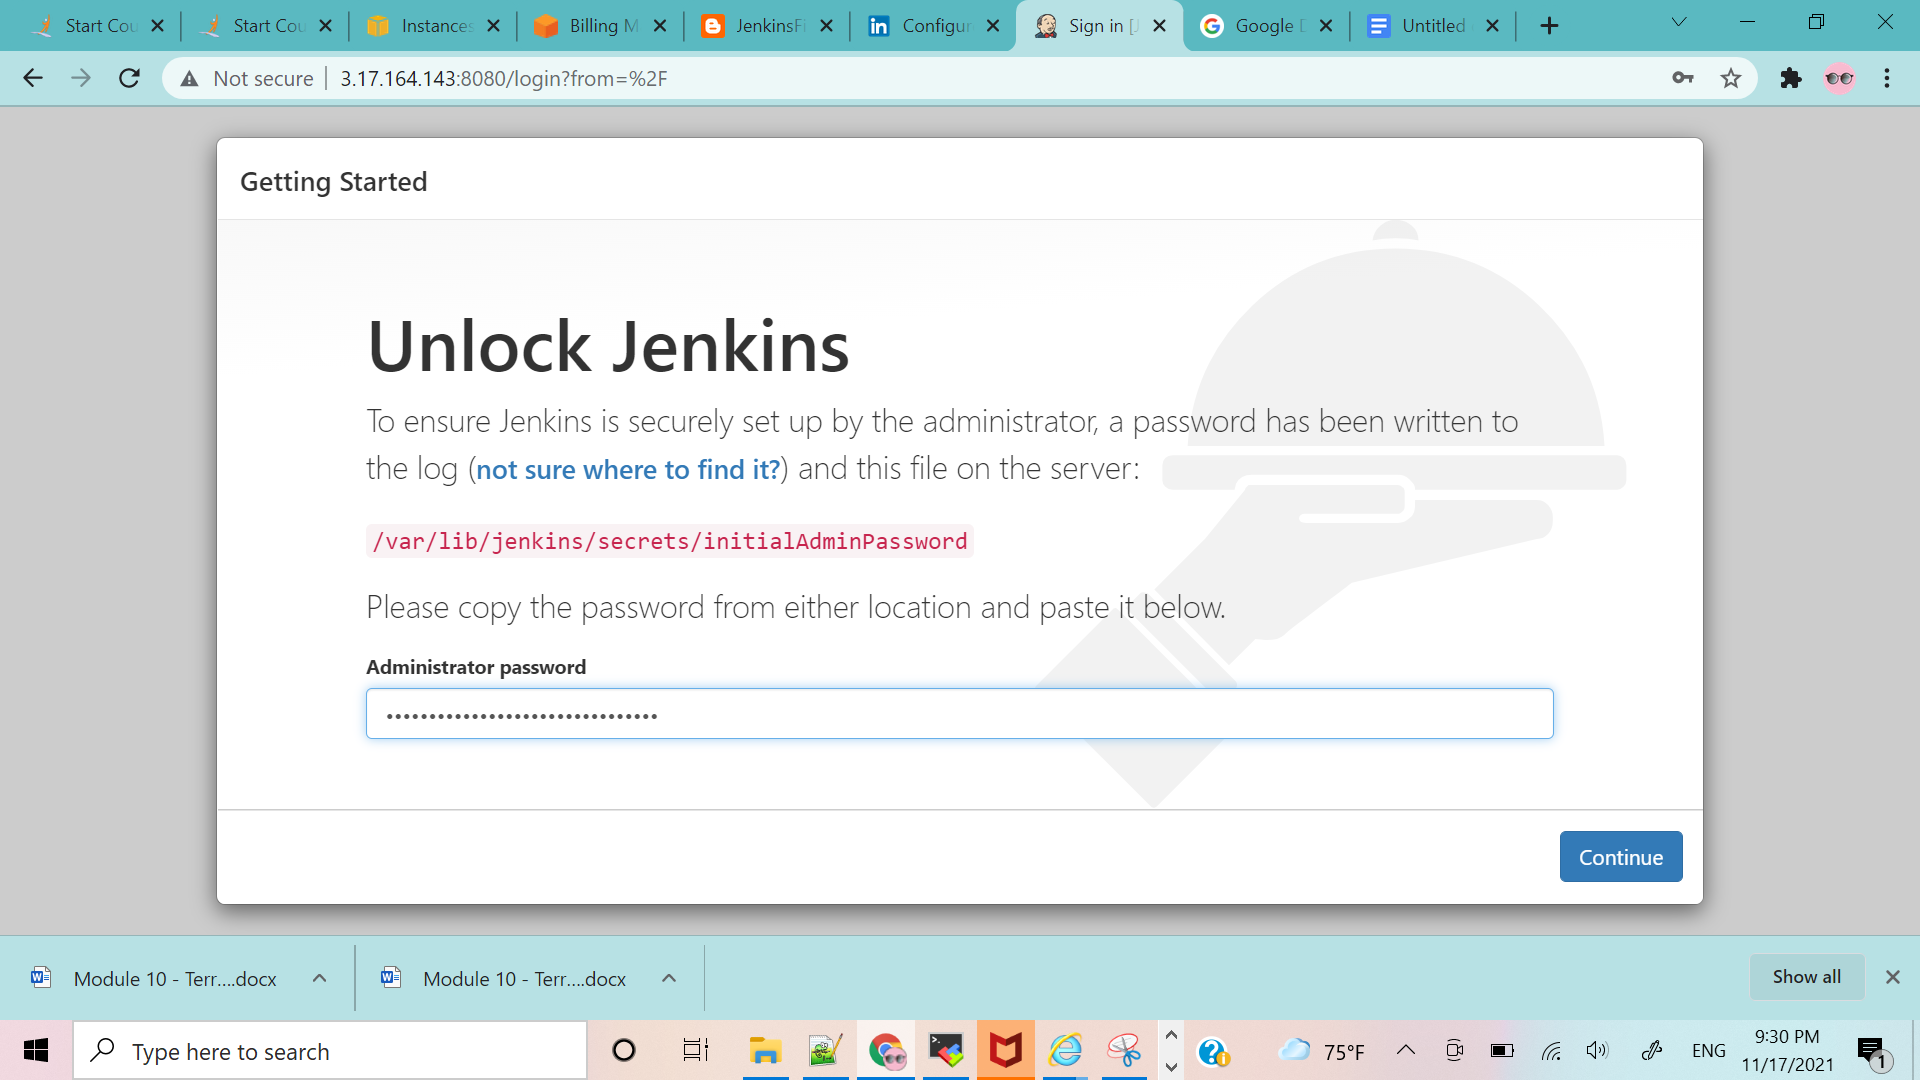 Start Cou
Start Cou
Instances
Billing M
JenkinsFi
Configur
Sign in [J
Google D
Untitled
Not secure
3.17.164.143:8080/login?from=%2F
Getting Started
Unlock Jenkins
To ensure Jenkins is securely set up by the administrator, a password has been written to
the log (not sure where to find it?) and this file on the server:
/var/lib/jenkins/secrets/initialAdminPassword
Please copy the password from either location and paste it below.
Administrator password
Continue
Module 10 - Terr....docx
Module 10 - Terr....docx
Show all
Type here to search
75°F
ENG
9:30 PM
11/17/2021
1